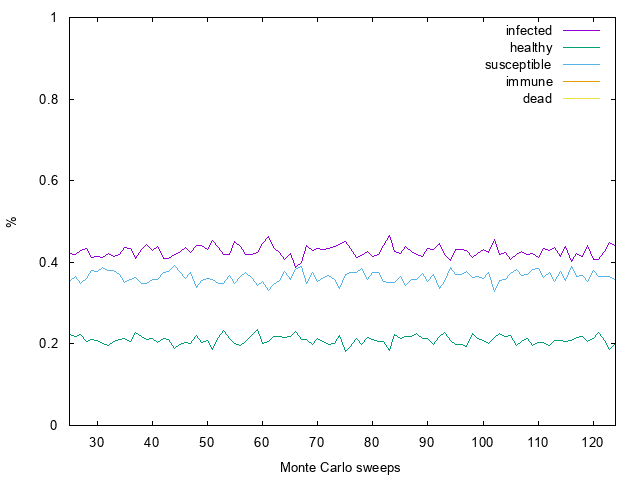 1
infected
healthy
susceptible
immune
dead
0.8
0.6
%
0.4
0.2
0
30 40 50 60 70 80 90 100 110 120
Monte Carlo sweeps